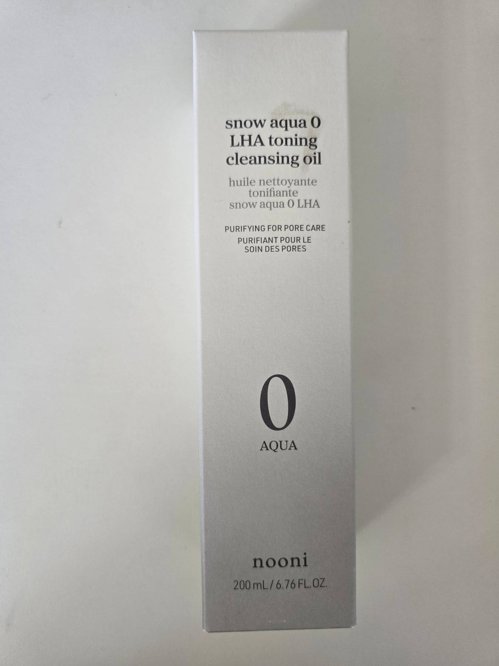 snow aqua 0
LHA toning
cleansing oil
huile nettoyante
tonifiante
snow aqua 0 LHA
PURIFYING FOR PORE CARE
PURIFIANT POUR LE
SOIN DES PORES
0
AQUA
nooni
200 mL / 6.76 FL. OZ.